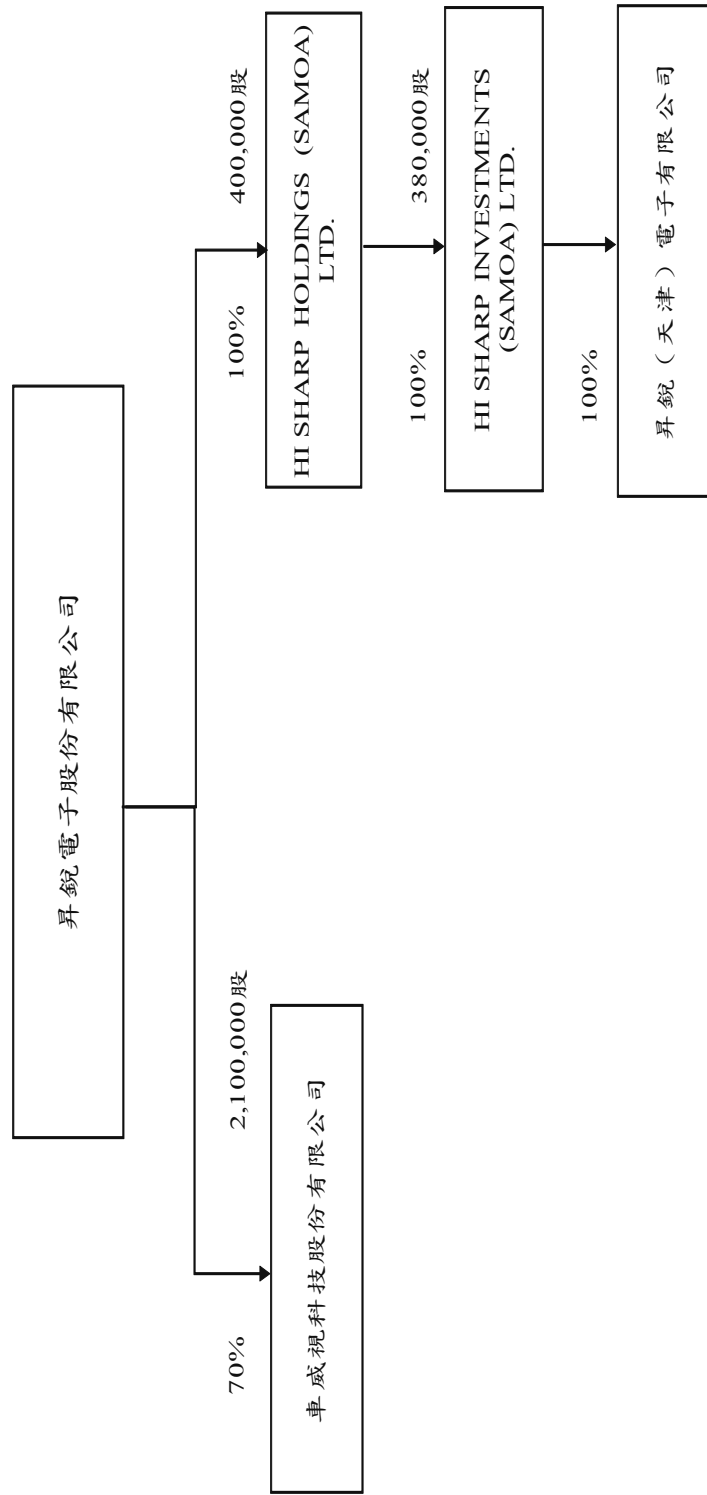 昇銳電子股份有限公司
70%
2,100,000股
車威視科技股份有限公司
100%
400,000股
HI SHARP HOLDINGS (SAMOA)
LTD.
100%
380,000股
HI SHARP INVESTMENTS
(SAMOA) LTD.
100%
昇銳（天津）電子有限公司